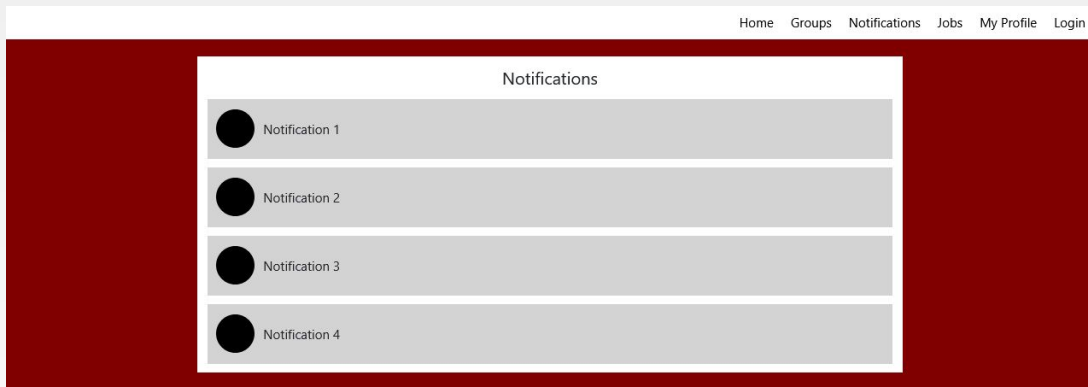 Home Groups Notifications Jobs My Profile Login
Notifications
Notification 1
Notification 2
Notification 3
Notification 4